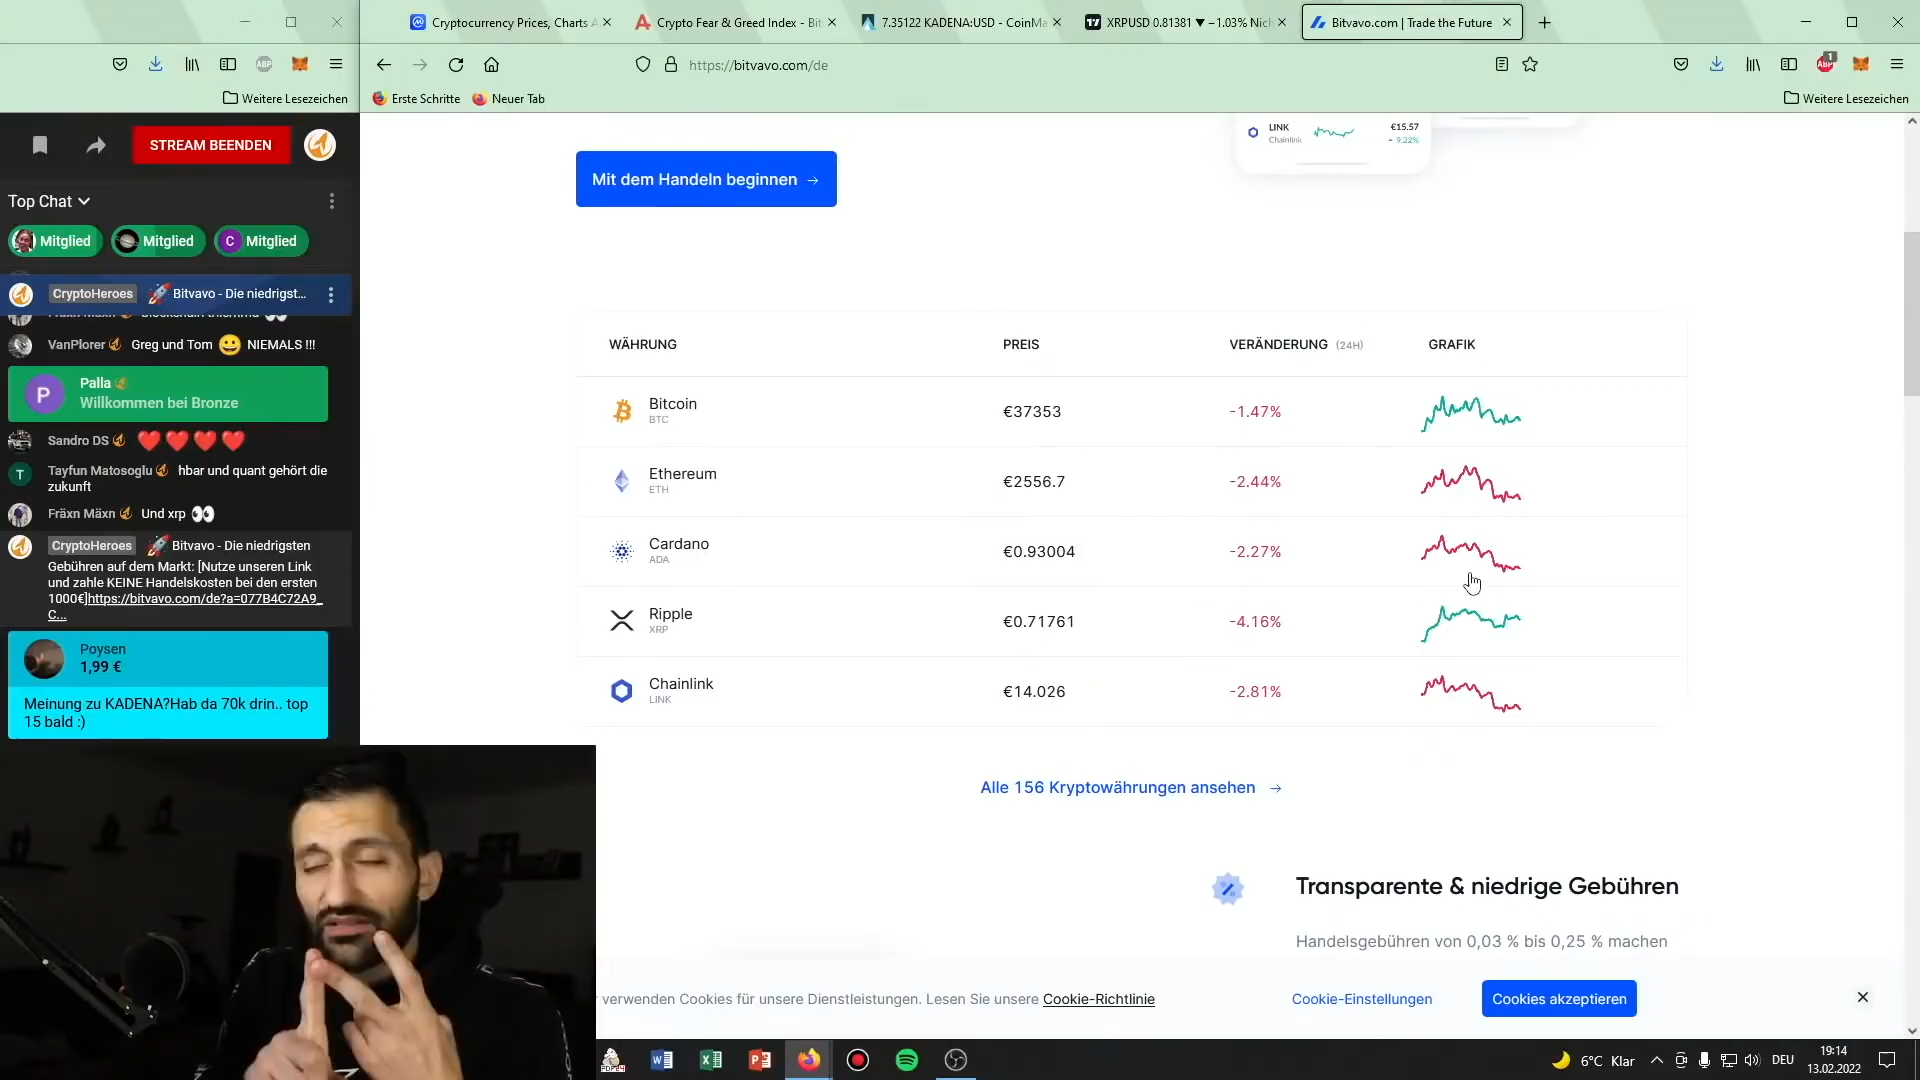 Cryptocurrency Prices, Charts A
Crypto Fear & Greed Index - Bit
7.35122 KADENA:USD - CoinMa
XRPUSD 0.81381 ▼ −1.03% Nich
Bitvavo.com | Trade the Future
https://bitvavo.com/de
ABP
ABP
1
Weitere Lesezeichen
Erste Schritte
Neuer Tab
Weitere Lesezeichen
STREAM BEENDEN
Top Chat
Mitglied
Mitglied
C Mitglied
CryptoHeroes 🚀 Bitvavo - Die niedrigst...
VanPlorer Greg und Tom 😀 NIEMALS !!!
P
Palla
Willkommen bei Bronze
Sandro DS ❤️❤️❤️❤️
T Tayfun Matosoglu hbar und quant gehört die
zukunft
Fräxn Mäxn Und xrp 👀
CryptoHeroes 🚀 Bitvavo - Die niedrigsten
Gebühren auf dem Markt: [Nutze unseren Link
und zahle KEINE Handelskosten bei den ersten
1000€]https://bitvavo.com/de?a=077B4C72A9_
C...
Poysen
1,99 €
Meinung zu KADENA?Hab da 70k drin.. top
15 bald :)
LINK
Chainlink
€15.57
9.22%
Mit dem Handeln beginnen →
WÄHRUNG PREIS VERÄNDERUNG (24H) GRAFIK
Bitcoin
BTC
€37353
-1.47%
Ethereum
ETH
€2556.7
-2.44%
Cardano
ADA
€0.93004
-2.27%
Ripple
XRP
€0.71761
-4.16%
Chainlink
LINK
€14.026
-2.81%
Alle 156 Kryptowährungen ansehen →
Transparente & niedrige Gebühren
Handelsgebühren von 0,03 % bis 0,25 % machen
verwenden Cookies für unsere Dienstleistungen. Lesen Sie unsere Cookie-Richtlinie
Cookie-Einstellungen
Cookies akzeptieren
6°C Klar
DEU
19:14
13.02.2022